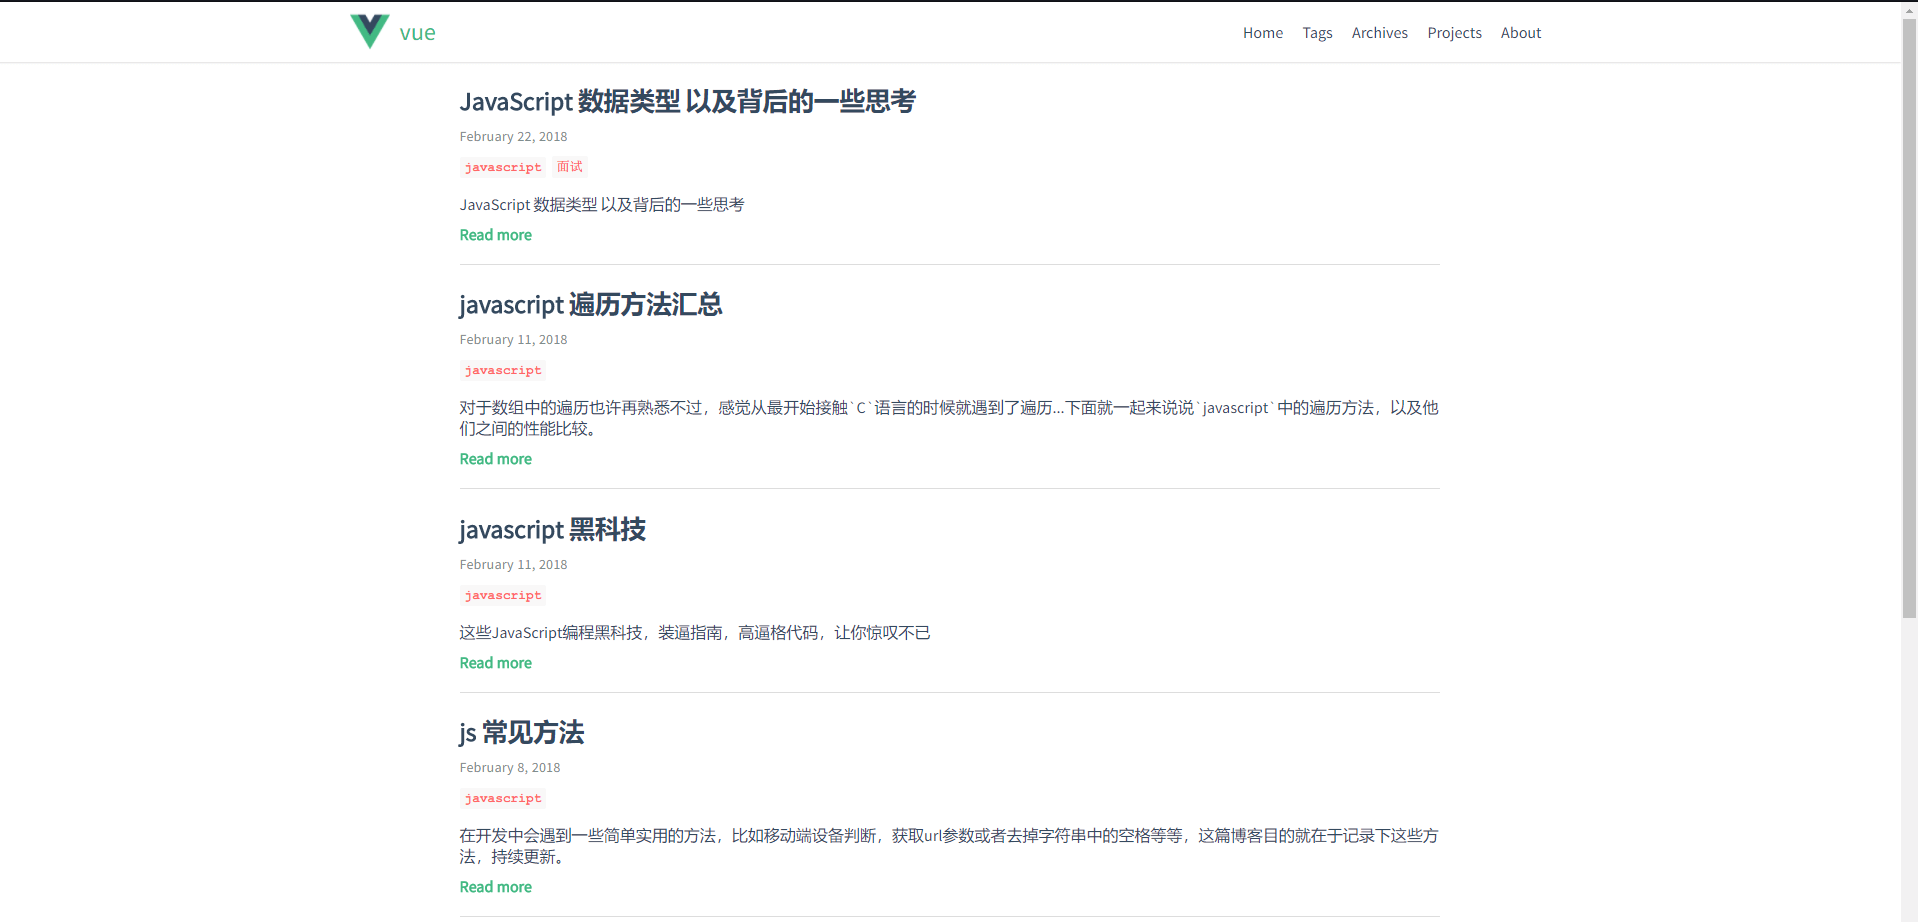 vue
Home Tags Archives Projects About
JavaScript 数据类型 以及背后的一些思考
February 22, 2018
javascript 面试
JavaScript 数据类型 以及背后的一些思考
Read more
javascript 遍历方法汇总
February 11, 2018
javascript
对于数组中的遍历也许再熟悉不过，感觉从最开始接触`C`语言的时候就遇到了遍历...下面就一起来说说`javascript`中的遍历方法，以及他
们之间的性能比较。
Read more
javascript 黑科技
February 11, 2018
javascript
这些JavaScript编程黑科技，装逼指南，高逼格代码，让你惊叹不已
Read more
js 常见方法
February 8, 2018
javascript
在开发中会遇到一些简单实用的方法，比如移动端设备判断，获取url参数或者去掉字符串中的空格等等，这篇博客目的就在于记录下这些方
法，持续更新。
Read more